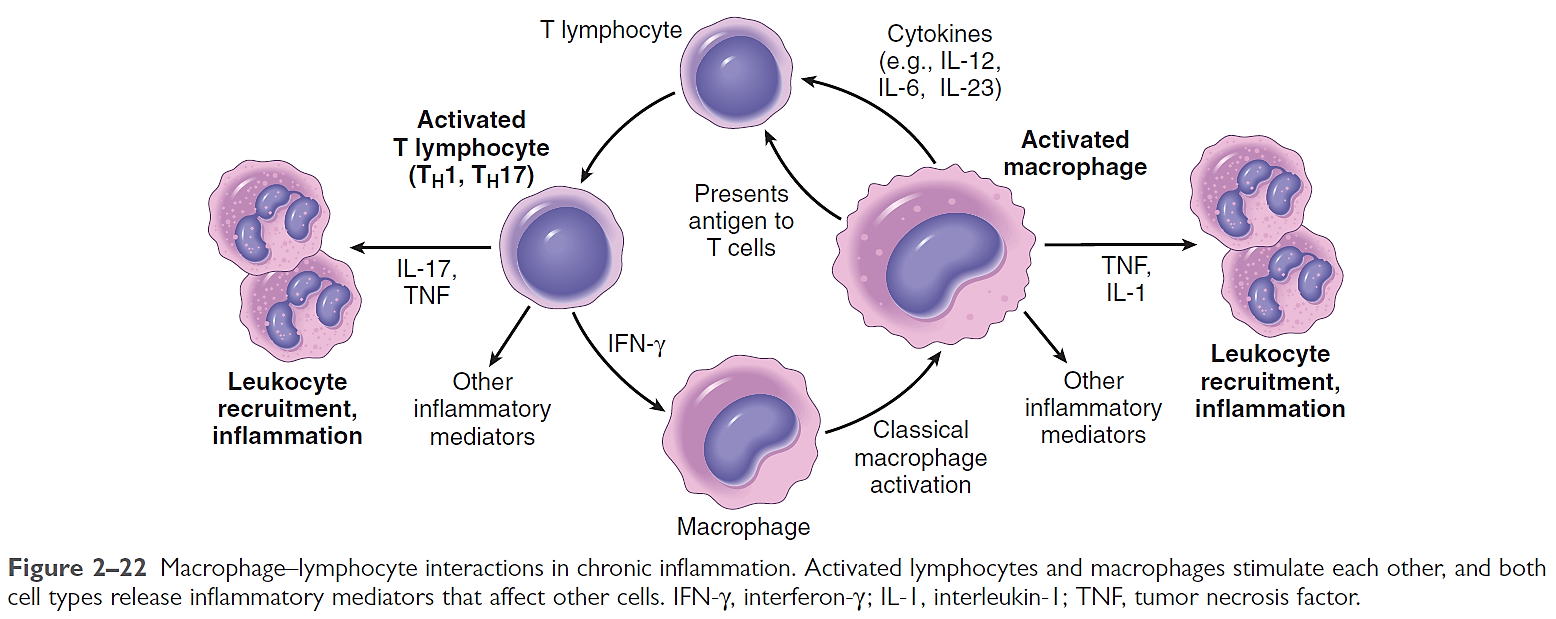 T lymphocyte
Cytokines
(e.g., IL-12,
IL-6, IL-23)
Activated
T lymphocyte
(TH1, TH17)
Activated
macrophage
Presents
antigen to
T cells
IL-17,
TNF
TNF,
IL-1
IFN-γ
Leukocyte
recruitment,
inflammation
Other
inflammatory
mediators
Macrophage
Classical
macrophage
activation
Other
inflammatory
mediators
Leukocyte
recruitment,
inflammation
Figure 2–22 Macrophage–lymphocyte interactions in chronic inflammation. Activated lymphocytes and macrophages stimulate each other, and both
cell types release inflammatory mediators that affect other cells. IFN-γ, interferon-γ; IL-1, interleukin-1; TNF, tumor necrosis factor.